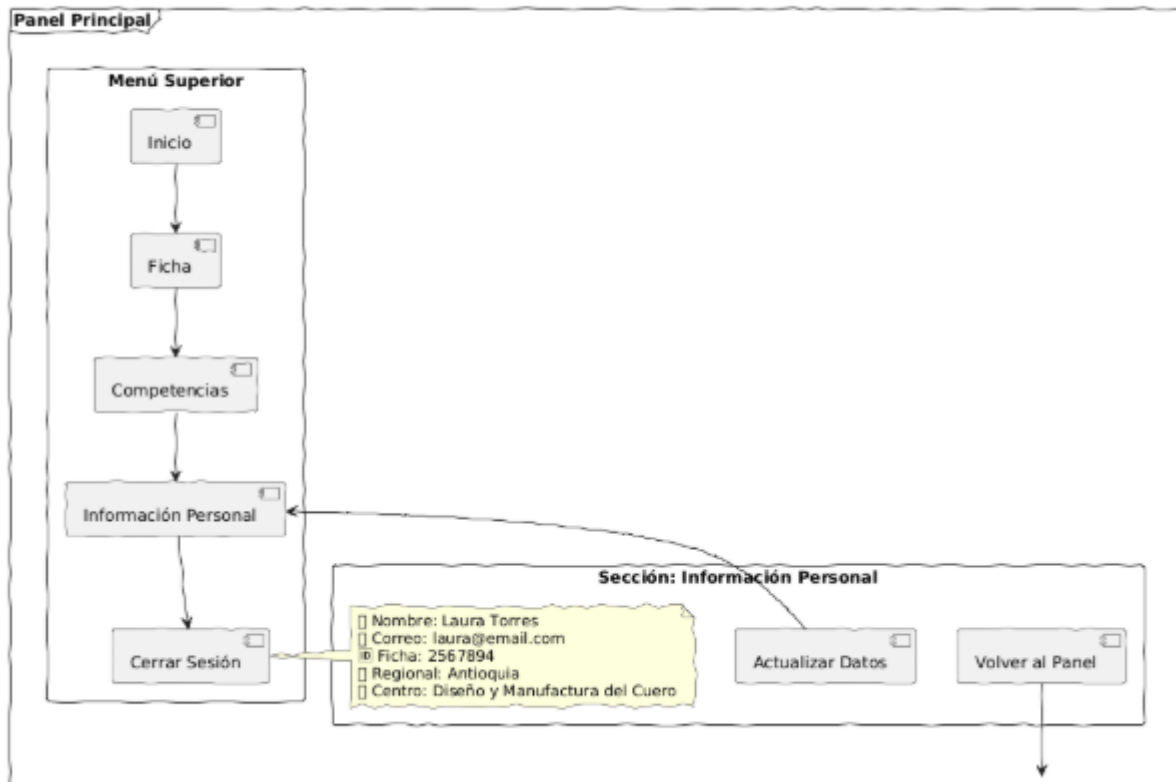 Panel Principal
Menú Superior
Inicio
Ficha
Competencias
Información Personal
Cerrar Sesión
Sección: Información Personal
Nombre: Laura Torres
Correo: laura@email.com
🆔 Ficha: 2567894
Regional: Antioquia
Centro: Diseño y Manufactura del Cuero
Actualizar Datos
Volver al Panel